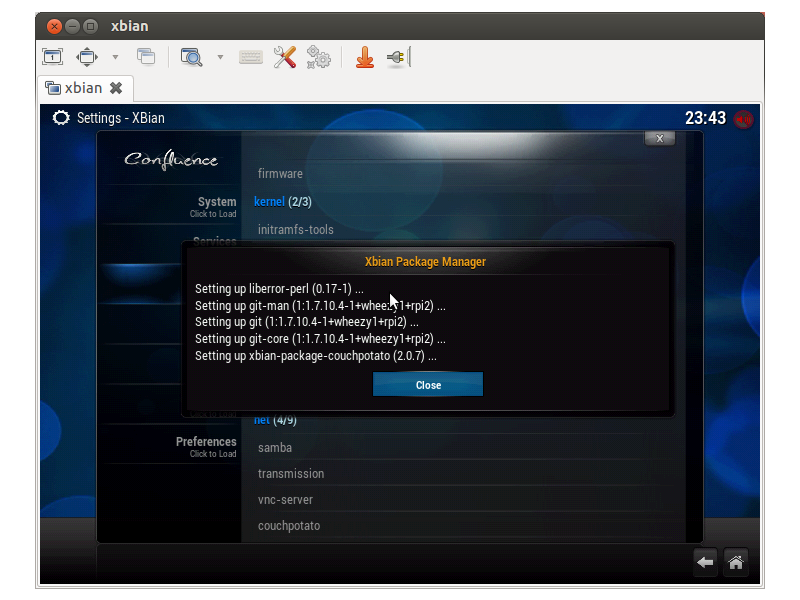 xbian
xbian
Settings - XBian
23:43
x
Confluence
firmware
System
Click to Load
kernel (2/3)
initramfs-tools
Services
Xbian Package Manager
Setting up liberror-perl (0.17-1) ...
Setting up git-man (1:1.7.10.4-1+wheezy1+rpi2) ...
Setting up git (1:1.7.10.4-1+wheezy1+rpi2) ...
Setting up git-core (1:1.7.10.4-1+wheezy1+rpi2) ...
Setting up xbian-package-couchpotato (2.0.7) ...
Close
Click to Load
net (4/9)
Preferences
Click to Load
samba
transmission
vnc-server
couchpotato